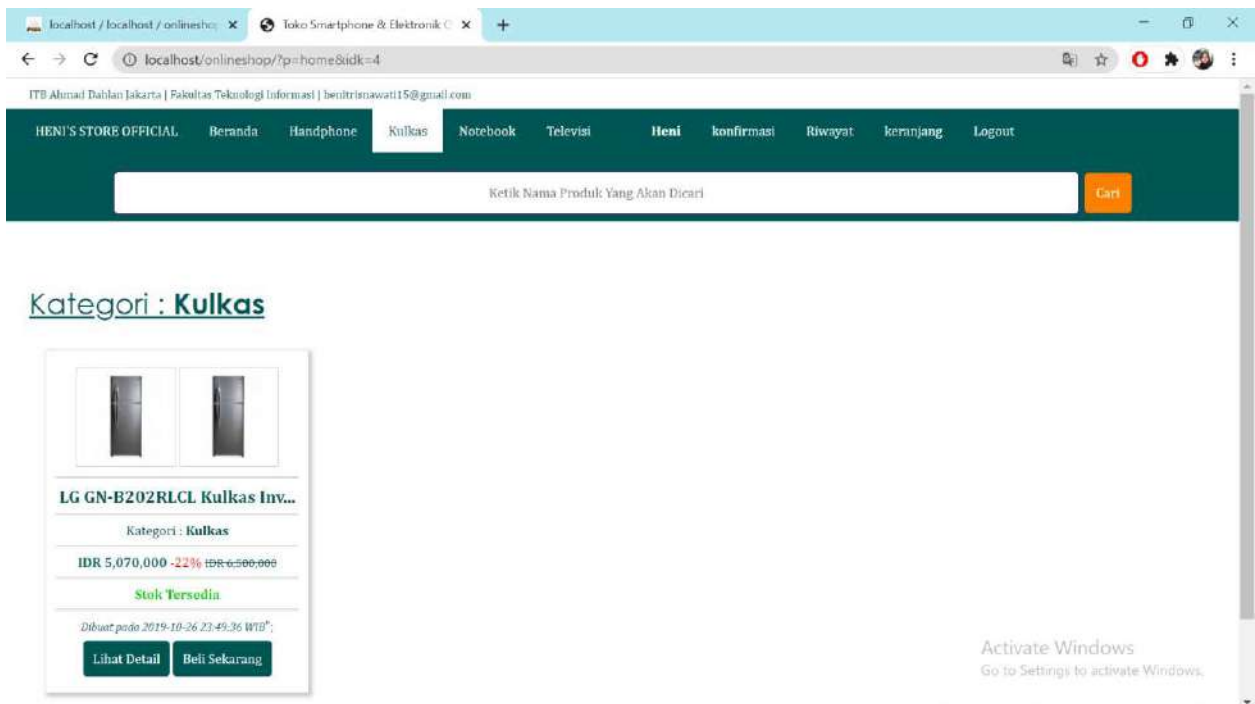 localhost / localhost / onlinesho
Toko Smartphone & Elektronik O
localhost/onlineshop/?p=home&idk=4
ITB Ahmad Dahlan Jakarta | Fakultas Teknologi Informasi | henitrisnawati15@gmail.com
HENI'S STORE OFFICIAL Beranda Handphone Kulkas Notebook Televisi Heni konfirmasi Riwayat keranjang Logout
Ketik Nama Produk Yang Akan Dicari Cari
Kategori : Kulkas
LG GN-B202RLCL Kulkas Inv...
Kategori : Kulkas
IDR 5,070,000 -22% IDR 6,500,000
Stok Tersedia
Dibuat pada 2019-10-26 23:49:36 WIB";
Lihat Detail Beli Sekarang
Activate Windows
Go to Settings to activate Windows.